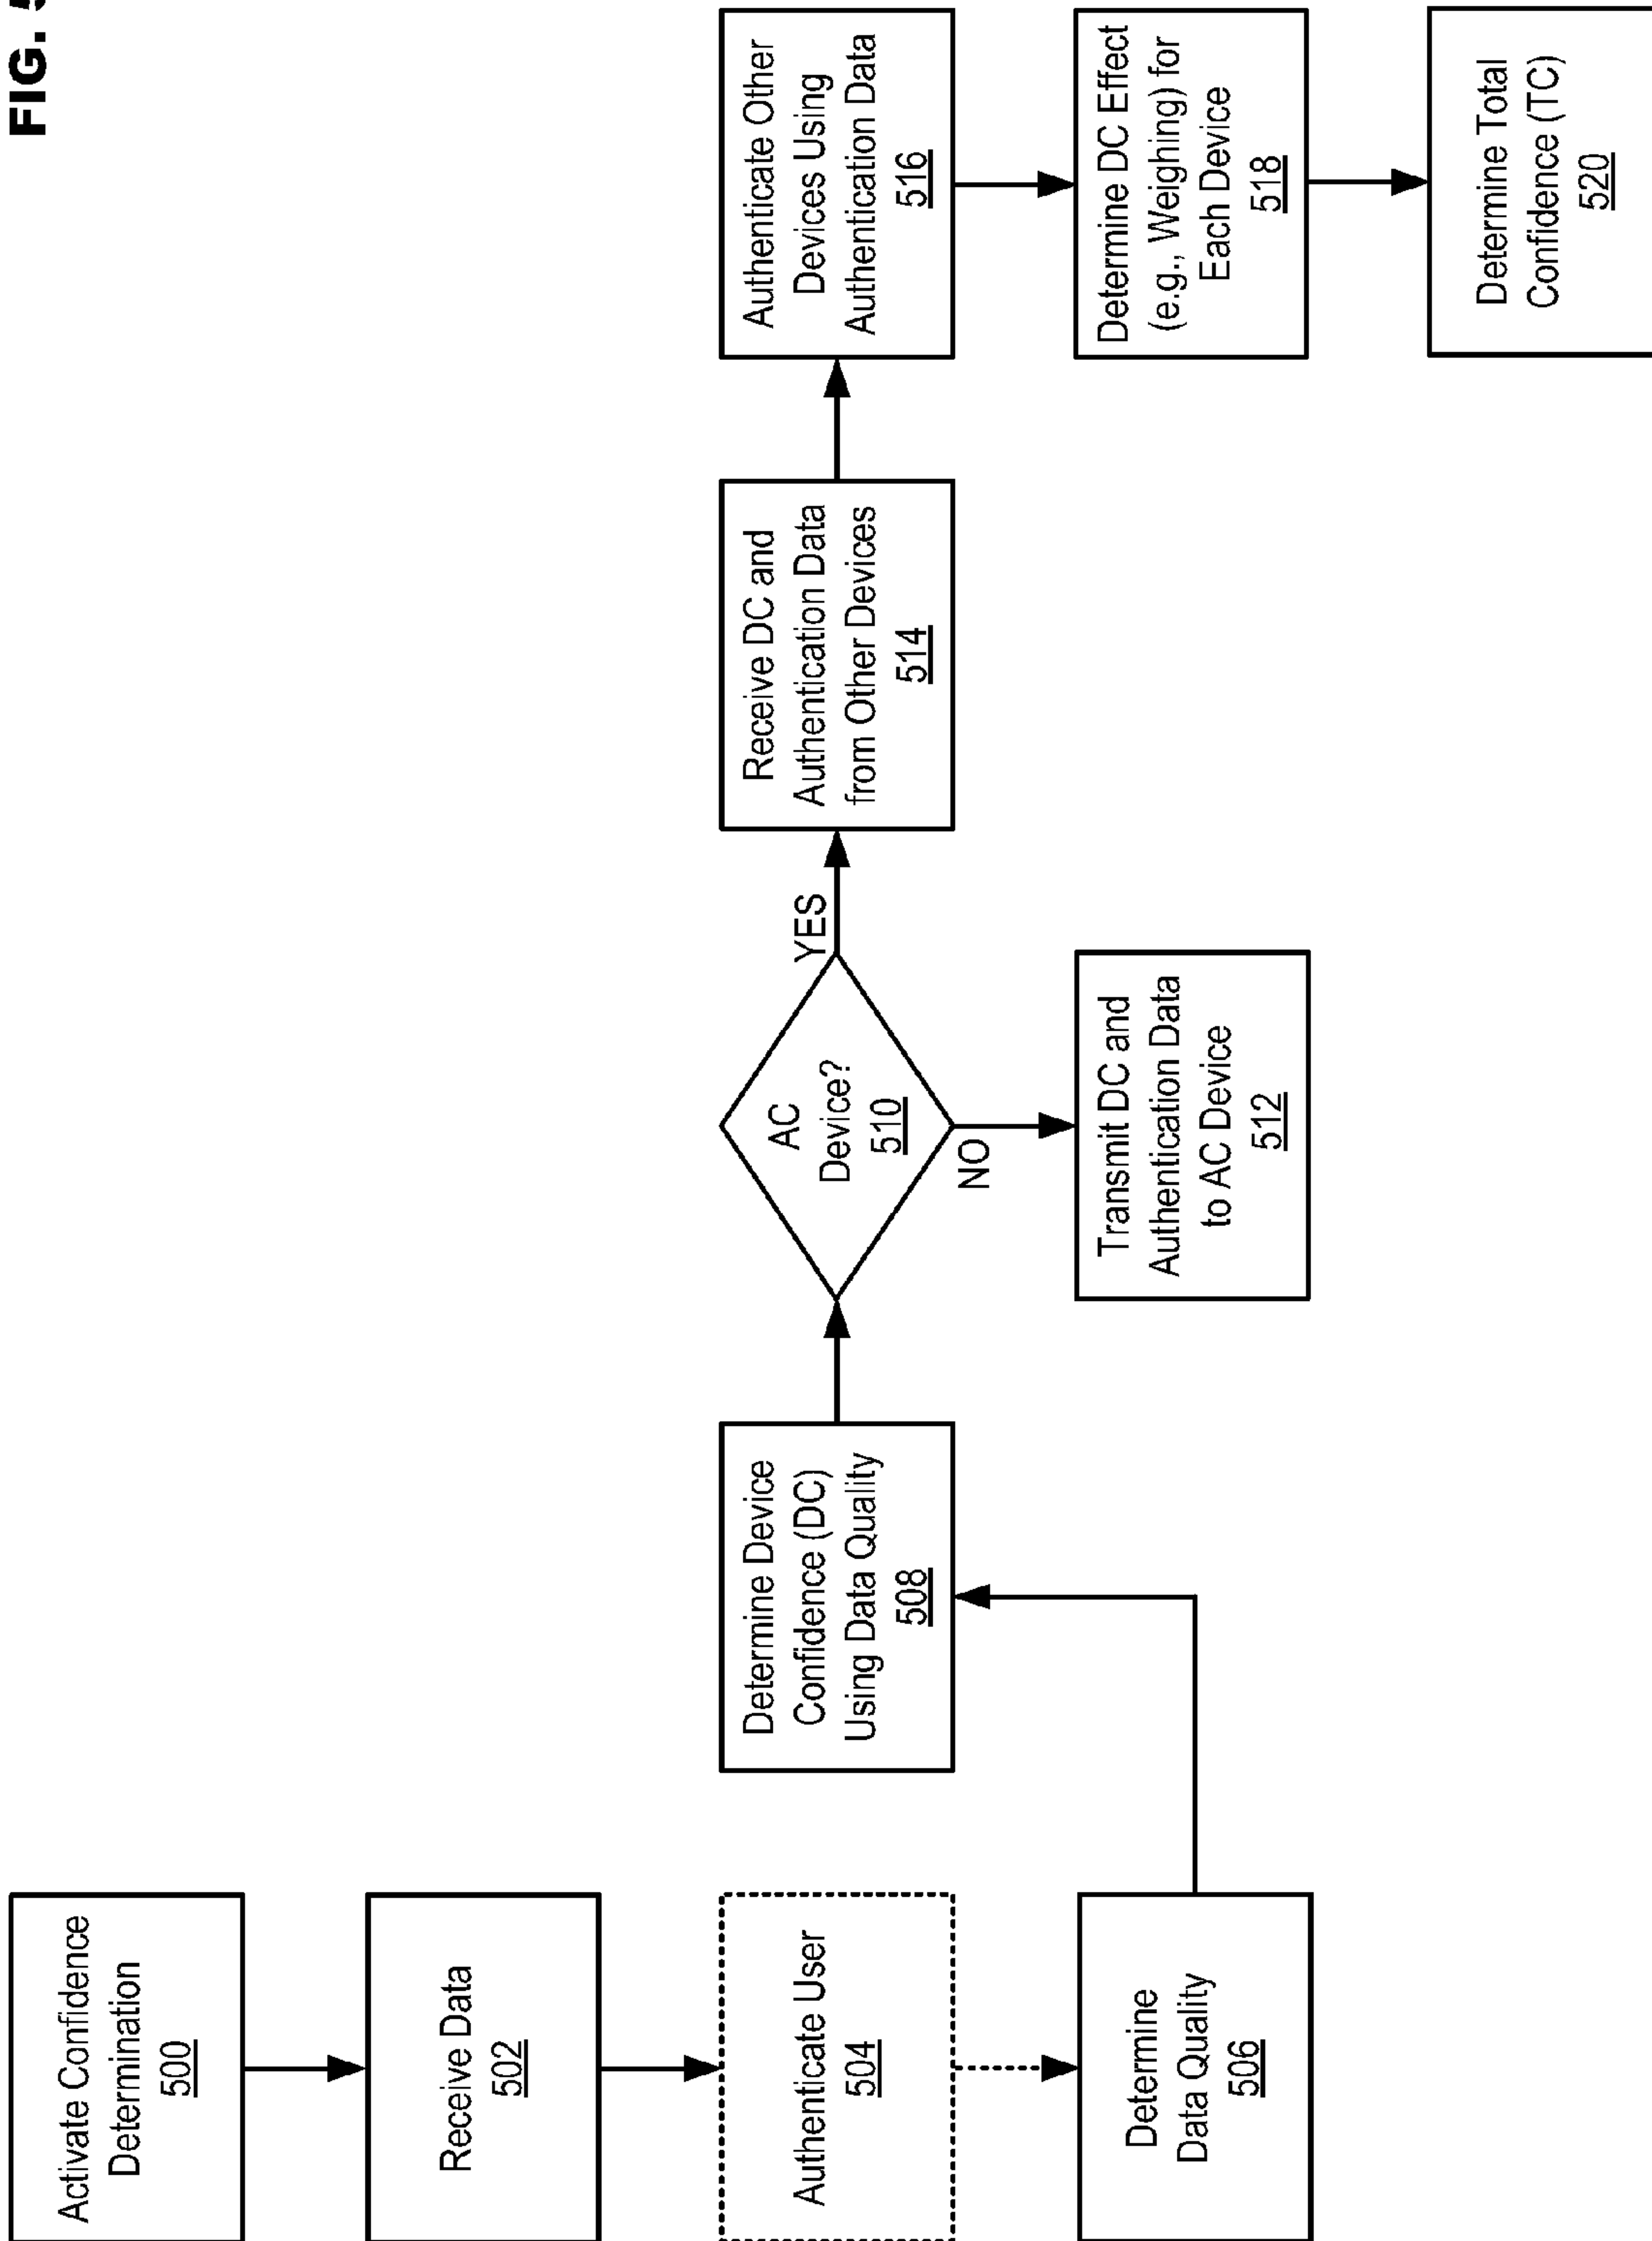 FIG. 5
Activate Confidence
Determination
500
Receive Data
502
Authenticate User
504
Determine
Data Quality
506
Determine Device
Confidence (DC)
Using Data Quality
508
AC
Device?
510
YES
NO
Transmit DC and
Authentication Data
to AC Device
512
Receive DC and
Authentication Data
from Other Devices
514
Authenticate Other
Devices Using
Authentication Data
516
Determine DC Effect
(e.g., Weighing) for
Each Device
518
Determine Total
Confidence (TC)
520